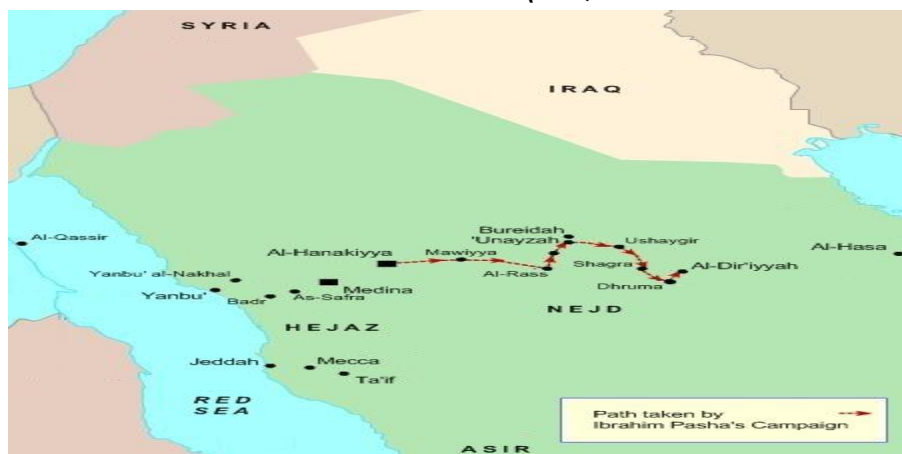 SYRIA
IRAQ
Al-Qassir
Bureidah
'Unayzah
Ushaygir
Al-Hasa
Al-Hanakiyya
Mawiyya
Al-Rass
Shagra
Al-Dir'iyyah
Yanbu' al-Nakhal
Medina
Dhruma
Yanbu'
Badr
As-Safra
NEJD
HEJAZ
Jeddah
Mecca
Ta'if
RED
SEA
Path taken by
Ibrahim Pasha's Campaign
ASIR